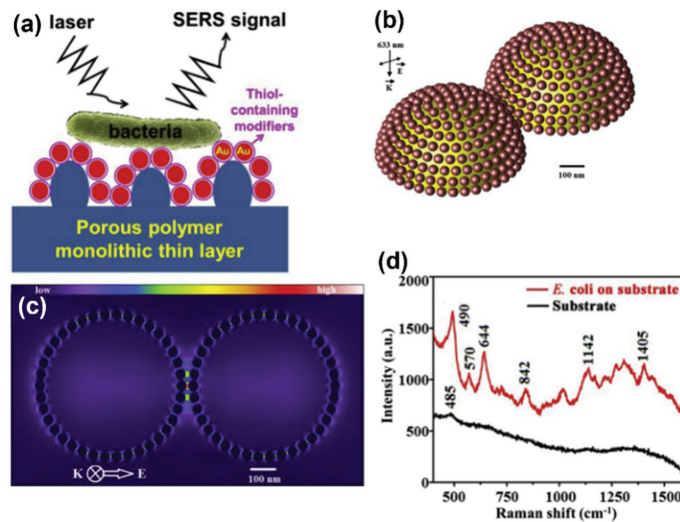 (a)
laser
SERS signal
Thiol-
containing
modifiers
bacteria
Au
Au
Porous polymer
monolithic thin layer
(b)
633 nm
E
K
100 nm
(c)
low
high
K
E
100 nm
(d)
2000
1500
1000
500
0
Intensity (a.u.)
E. coli on substrate
Substrate
490
570
644
842
1142
1405
485
500
750
1000
1250
1500
Raman shift (cm⁻¹)